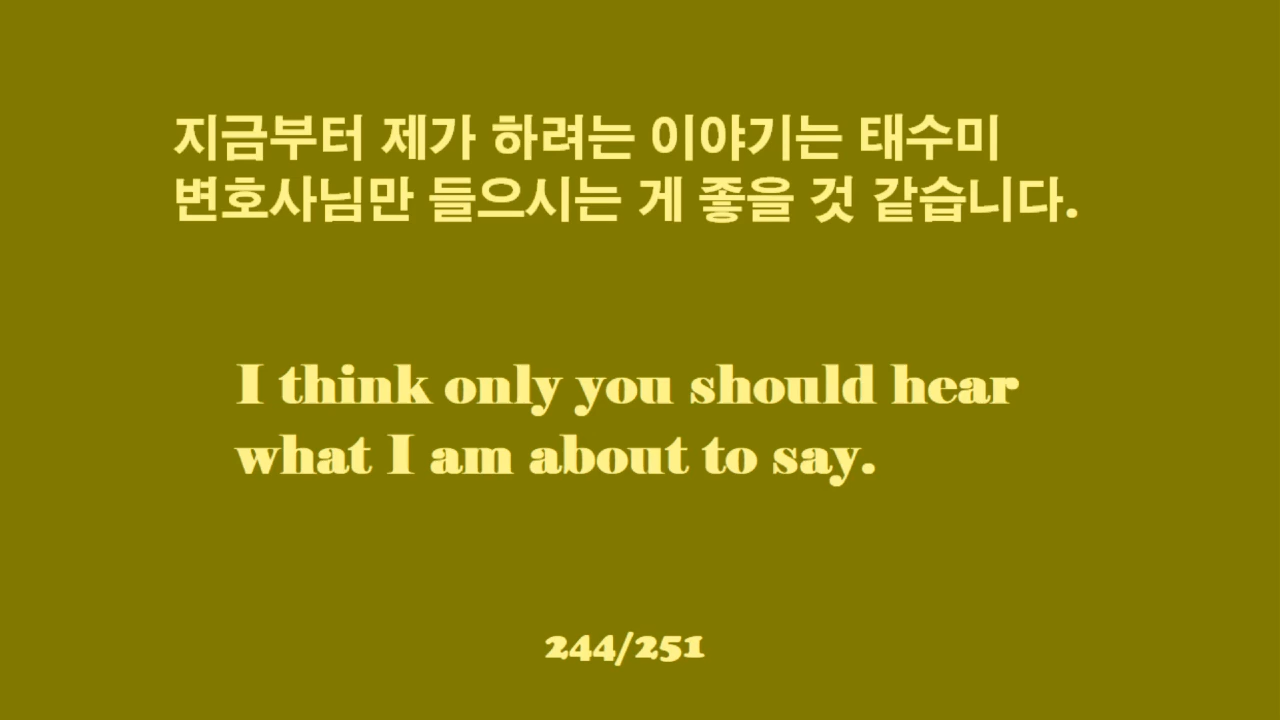 지금부터 제가 하려는 이야기는 태수미
변호사님만 들으시는 게 좋을 것 같습니다.
I think only you should hear
what I am about to say.
244/251